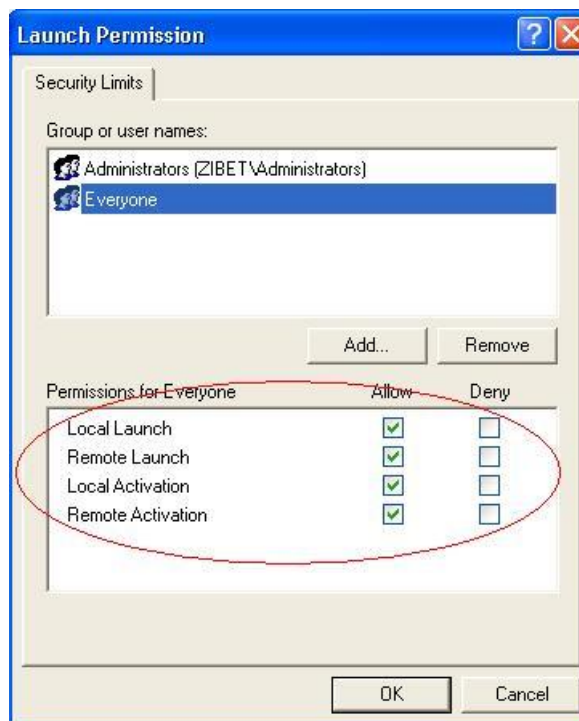 Launch Permission
Security Limits
Group or user names:
Administrators (ZIBET\Administrators)
Everyone
Add... Remove
Permissions for Everyone Allow Deny
Local Launch
Remote Launch
Local Activation
Remote Activation
OK Cancel